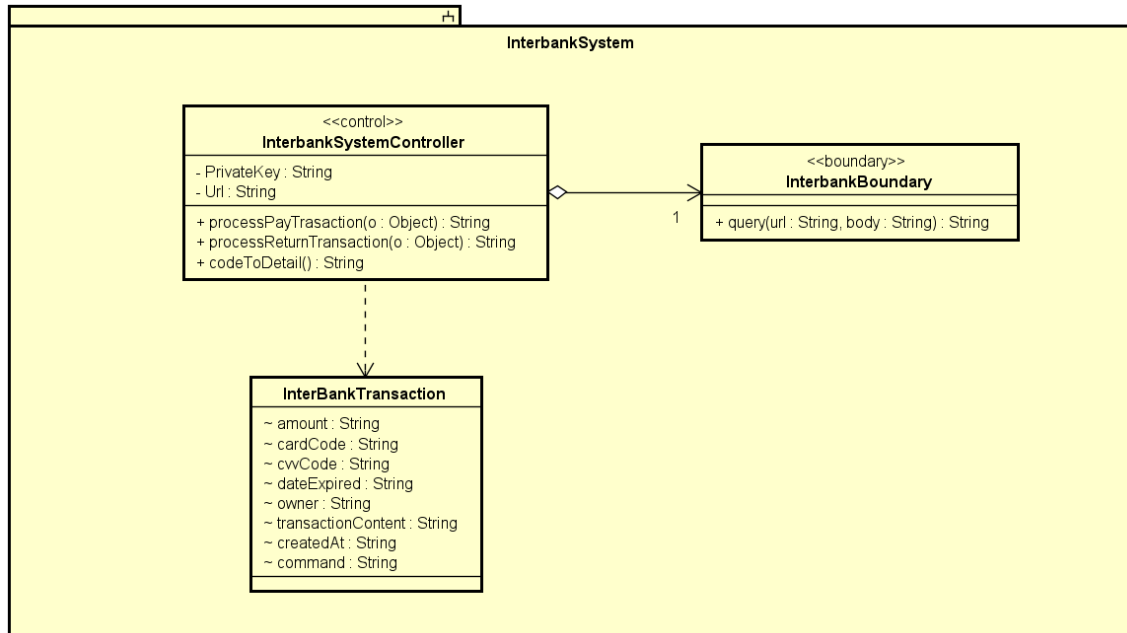 InterbankSystem
<<control>>
InterbankSystemController
- PrivateKey : String
- Url : String
+ processPayTrasaction(o : Object) : String
+ processReturnTransaction(o : Object) : String
+ codeToDetail() : String
1
<<boundary>>
InterbankBoundary
+ query(url : String, body : String) : String
InterBankTransaction
~ amount : String
~ cardCode : String
~ cvvCode : String
~ dateExpired : String
~ owner : String
~ transactionContent : String
~ createdAt : String
~ command : String